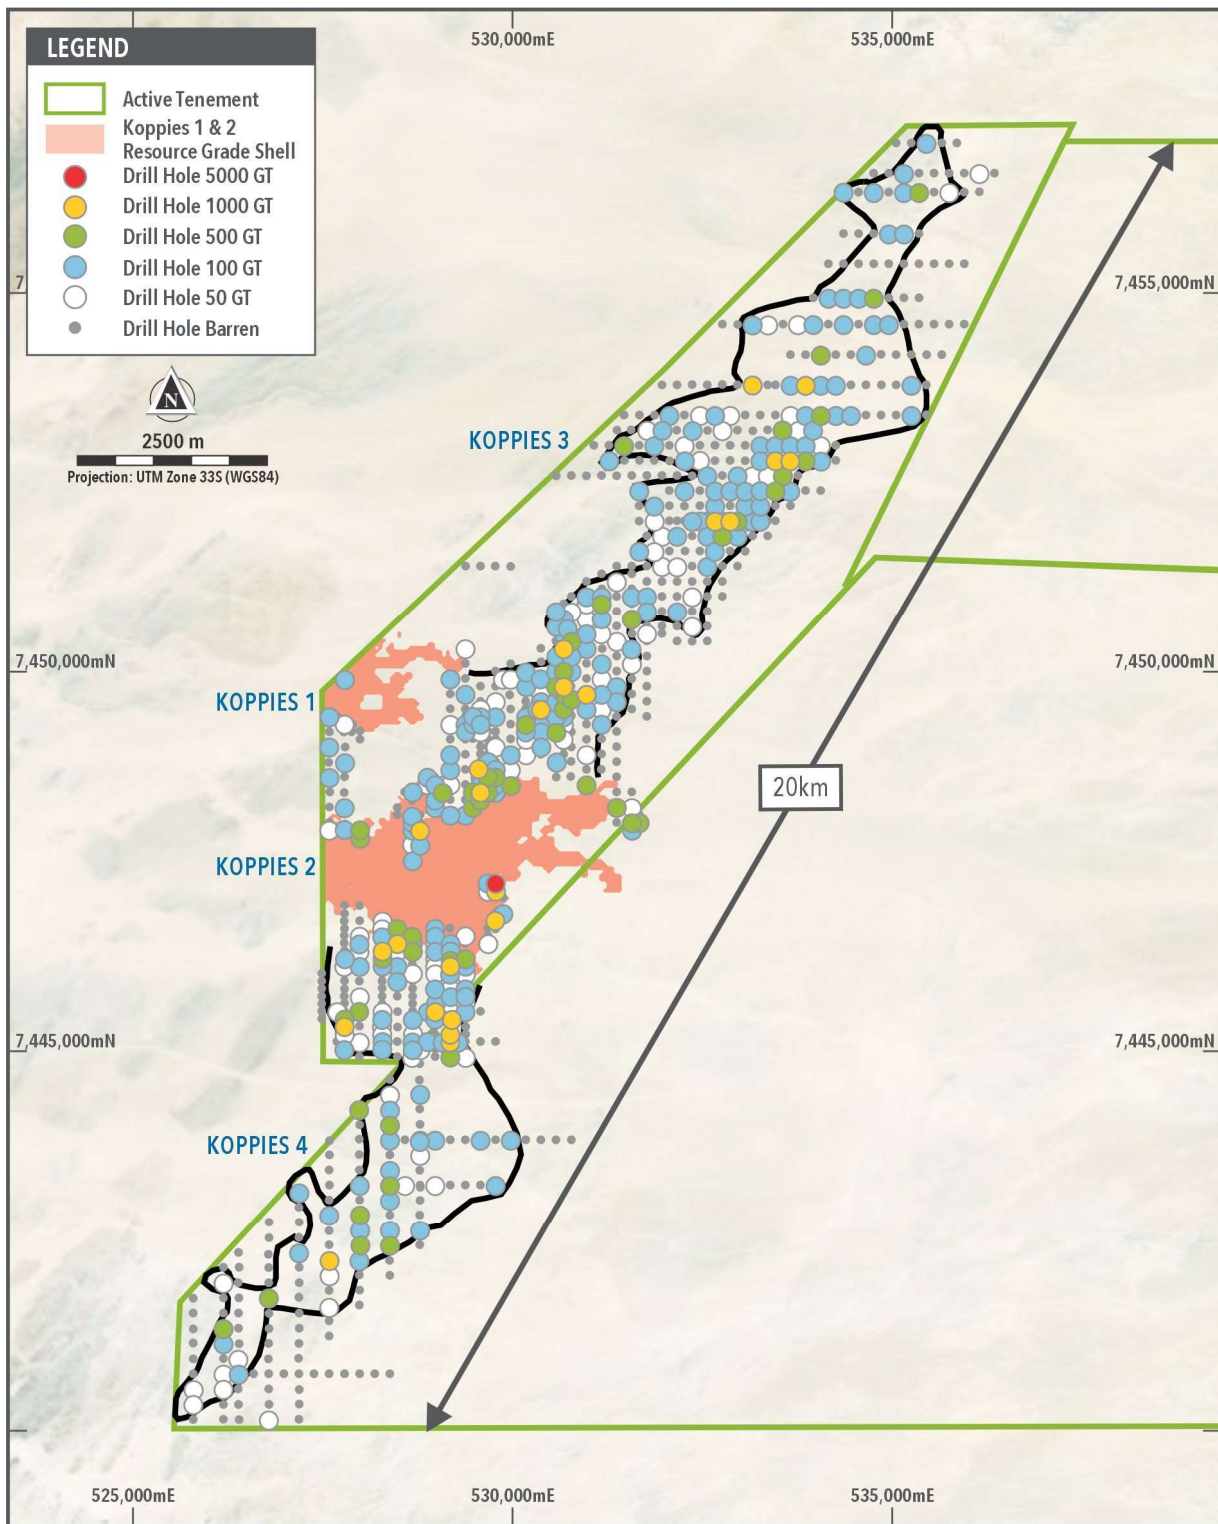 530,000mE
535,000mE
LEGEND
Active Tenement
Koppies 1 & 2
Resource Grade Shell
Drill Hole 5000 GT
Drill Hole 1000 GT
Drill Hole 500 GT
Drill Hole 100 GT
Drill Hole 50 GT
Drill Hole Barren
7
7,455,000mN
N
2500 m
Projection: UTM Zone 33S (WGS84)
KOPPIES 3
7,450,000mN
7,450,000mN
KOPPIES 1
20km
KOPPIES 2
7,445,000mN
7,445,000mN
KOPPIES 4
525,000mE
530,000mE
535,000mE